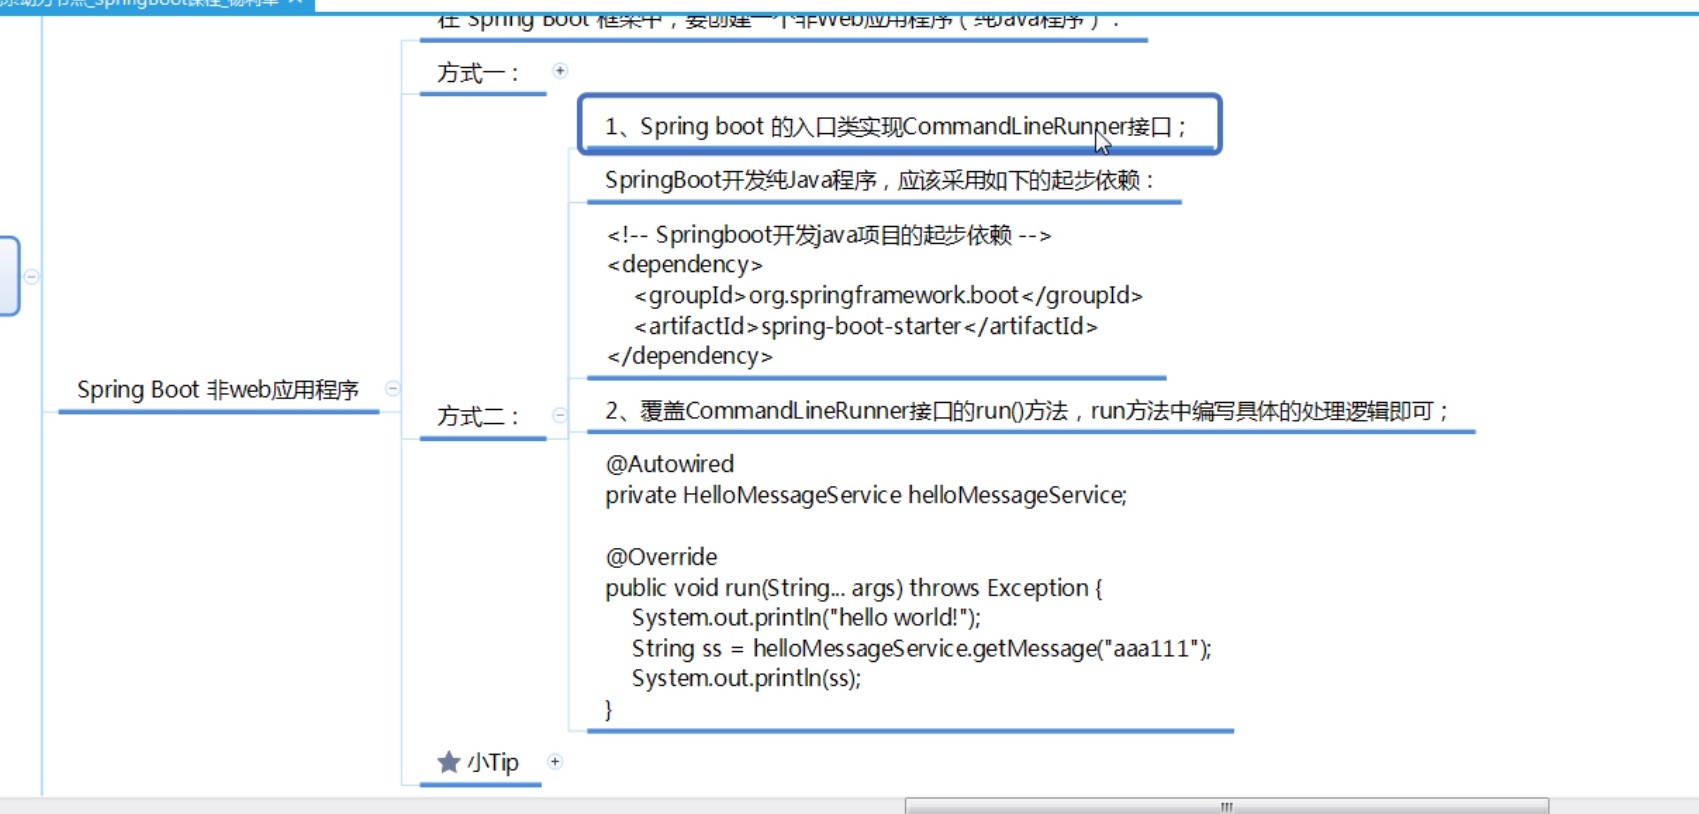 SpringBoot课程_杨利军
在 Spring Boot 框架中，要创建一个非Web应用程序（纯Java程序）：
方式一：
1、Spring boot 的入口类实现CommandLineRunner接口；
SpringBoot开发纯Java程序，应该采用如下的起步依赖：
<!-- Springboot开发java项目的起步依赖 -->
<dependency>
<groupId>org.springframework.boot</groupId>
<artifactId>spring-boot-starter</artifactId>
</dependency>
Spring Boot 非web应用程序
方式二：
2、覆盖CommandLineRunner接口的run()方法，run方法中编写具体的处理逻辑即可；
@Autowired
private HelloMessageService helloMessageService;
@Override
public void run(String... args) throws Exception {
System.out.println("hello world!");
String ss = helloMessageService.getMessage("aaa111");
System.out.println(ss);
}
小Tip